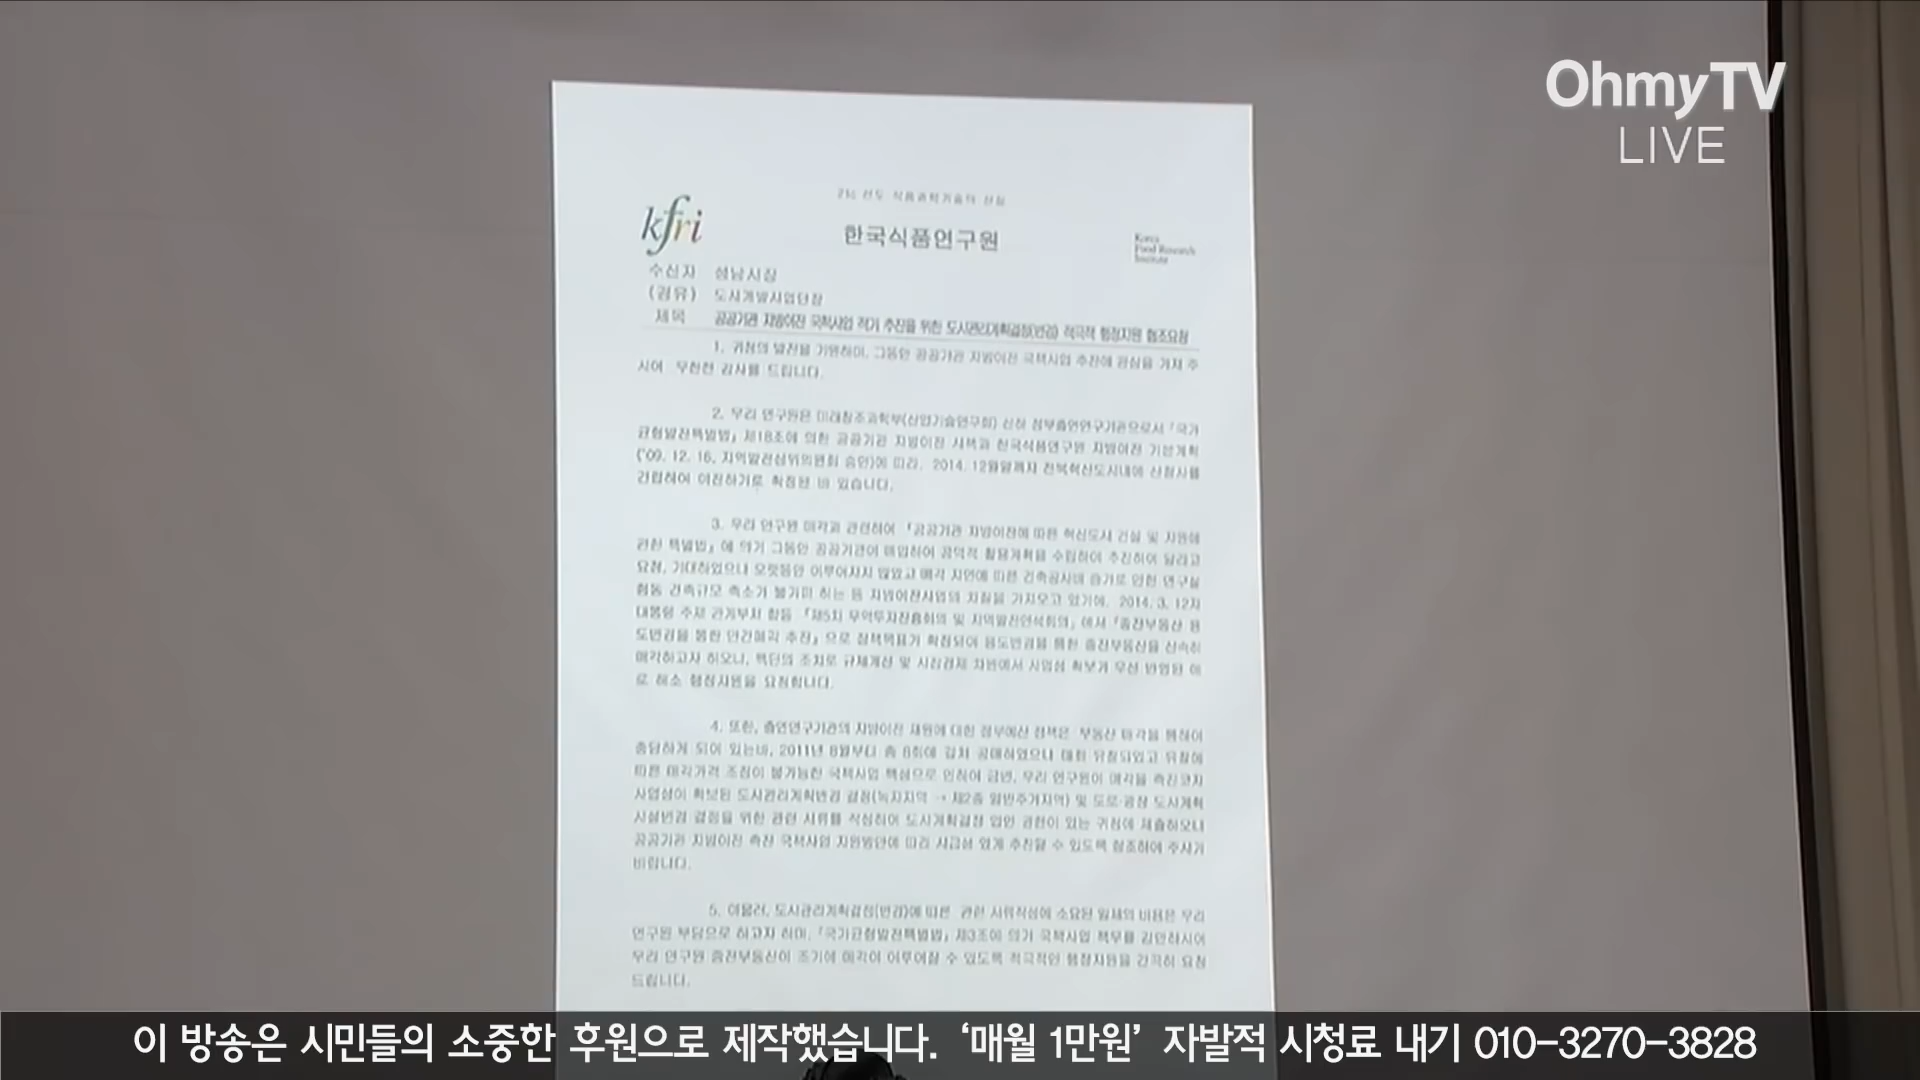 OhmyTV
LIVE
kfri
한국식품연구원
Korea
Food Research
Institute
수신자 성남시장
(경유) 도시개발사업단장
제목 공공기관 지방이전 국책사업 적기 추진을 위한 도시관리계획결정(변경) 적극적 행정지원 협조요청
1. 귀청의 발전을 기원하며, 그동안 공공기관 지방이전 국책사업 추진에 관심을 가져 주
시어 무한한 감사를 드립니다.
2. 우리 연구원은 미래창조과학부(산업기술연구회) 산하 정부출연연구기관으로서 「국가
균형발전특별법」 제18조에 의한 공공기관 지방이전 시책과 한국식품연구원 지방이전 기본계획
('09. 12. 16, 지역발전위원회 승인)에 따라, 2014. 12월말까지 전북혁신도시내에 신청사를
건립하여 이전하기로 확정된 바 있습니다.
3. 우리 연구원 매각과 관련하여 「공공기관 지방이전에 따른 혁신도시 건설 및 지원에
관한 특별법」에 의거 그동안 공공기관이 매입하여 공익적 활용계획을 수립하여 추진하여 달라고
요청, 기대하였으나 오랫동안 이루어지지 않았고 매각 지연에 따른 건축공사비 증가로 인한 연구실
험동 건축규모 축소가 불가피 하는 등 지방이전사업의 차질을 가져오고 있기에, 2014. 3. 12자
대통령 주재 관계부처 합동 「제5차 무역투자진흥회의 및 지역발전연석회의」에서 「종전부동산 용
도변경을 통한 민간매각 추진」으로 정책목표가 확정되어 용도변경을 통한 종전부동산을 신속히
매각하고자 하오니, 특단의 조치로 규제개선 및 시장경제 차원에서 사업성 확보가 우선 반영된 애
로 해소 행정지원을 요청합니다.
4. 또한, 출연연구기관의 지방이전 재원에 대한 정부예산 정책은 부동산 매각을 통하여
충당하게 되어 있는바, 2011년 8월부터 총 8회에 걸쳐 공매하였으나 매회 유찰되었고 유찰에
따른 매각가격 조정이 불가능한 국책사업 핵심으로 인하여 금년, 우리 연구원이 매각을 촉진코자
사업성이 확보된 도시관리계획변경 결정(녹지지역 → 제2종 일반주거지역) 및 도로·광장 도시계획
시설변경 결정을 위한 관련 서류를 작성하여 도시계획결정 입안 권한이 있는 귀청에 제출하오니
공공기관 지방이전 촉진 국책사업 지원방안에 따라 시급성 있게 추진될 수 있도록 협조하여 주시기
바랍니다.
5. 아울러, 도시관리계획결정(변경)에 따른 관련 서류작성에 소요된 일체의 비용은 우리
연구원 부담으로 하고자 하며, 「국가균형발전특별법」 제3조에 의거 국책사업 책무를 감안하시어
우리 연구원 종전부동산이 조기에 매각이 이루어질 수 있도록 적극적인 행정지원을 간곡히 요청
드립니다.
이 방송은 시민들의 소중한 후원으로 제작했습니다. '매월 1만원' 자발적 시청료 내기 010-3270-3828